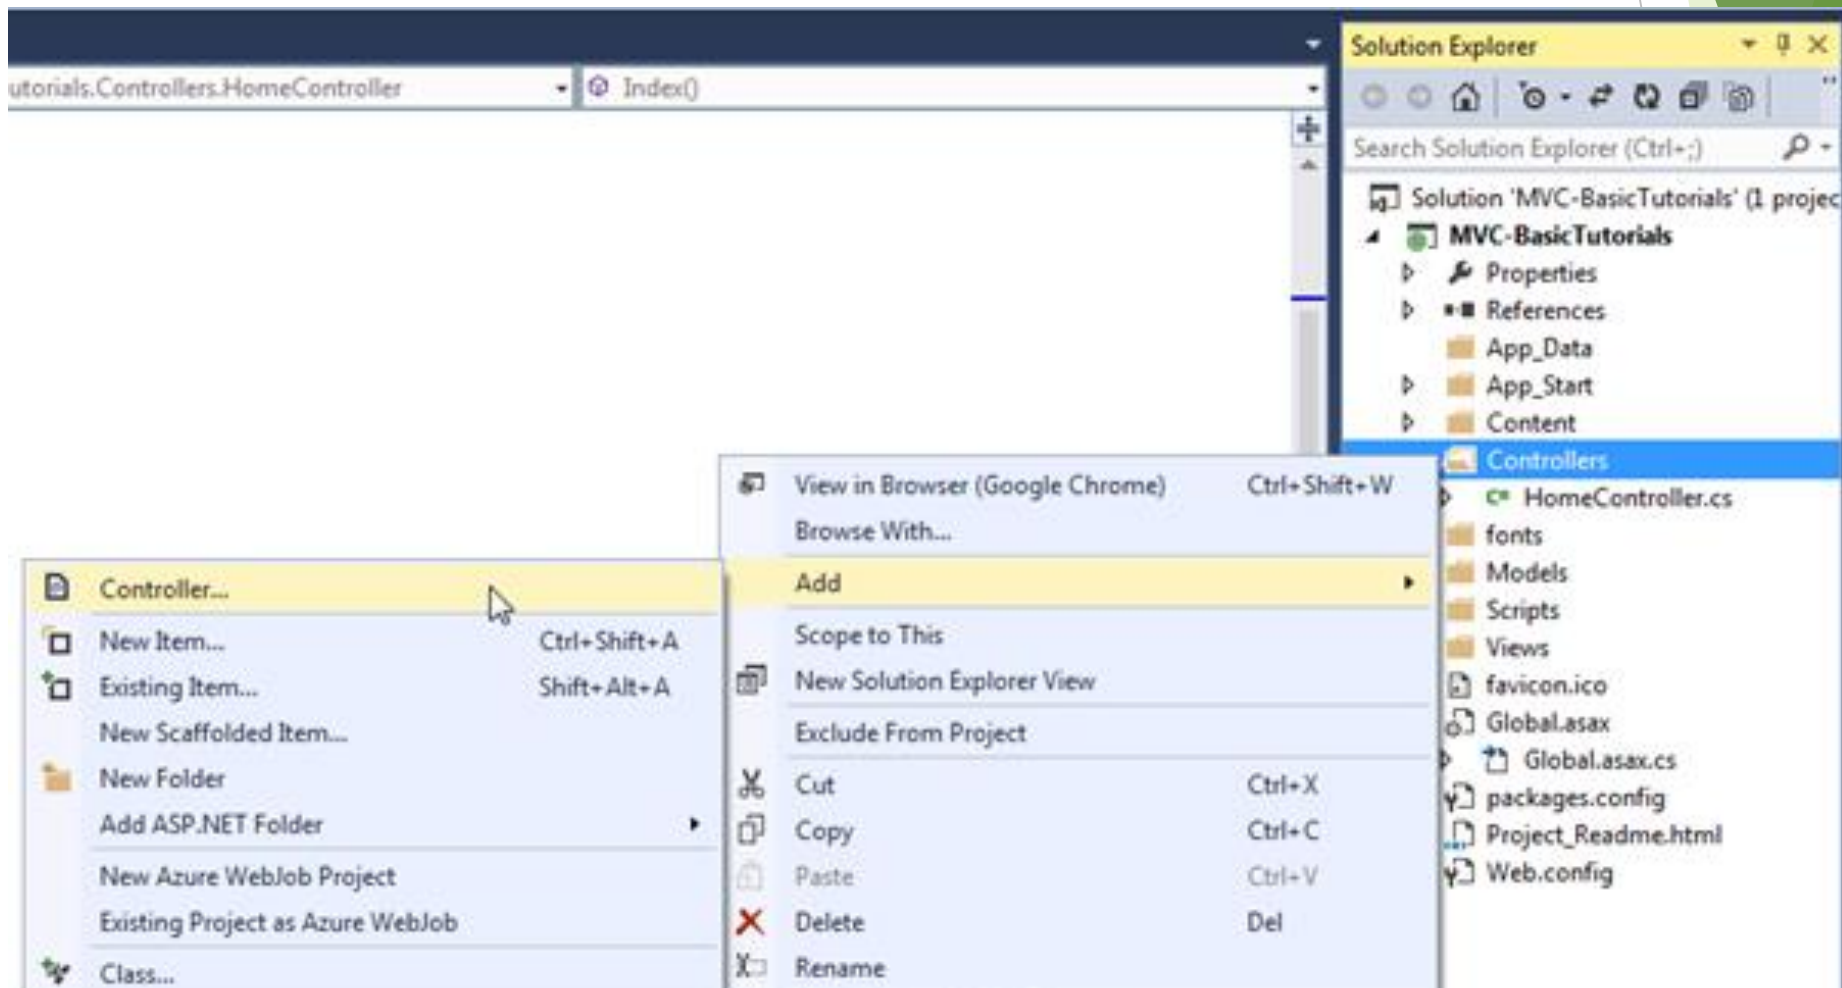 utorials.Controllers.HomeController
Index()
Solution Explorer
Search Solution Explorer (Ctrl+;)
Solution 'MVC-BasicTutorials' (1 projec
MVC-BasicTutorials
Properties
References
App_Data
App_Start
Content
Controllers
C# HomeController.cs
fonts
Models
Scripts
Views
favicon.ico
Global.asax
Global.asax.cs
packages.config
Project_Readme.html
Web.config
View in Browser (Google Chrome) Ctrl+Shift+W
Browse With...
Add
Scope to This
New Solution Explorer View
Exclude From Project
Cut Ctrl+X
Copy Ctrl+C
Paste Ctrl+V
Delete Del
Rename
Controller...
New Item... Ctrl+Shift+A
Existing Item... Shift+Alt+A
New Scaffolded Item...
New Folder
Add ASP.NET Folder
New Azure WebJob Project
Existing Project as Azure WebJob
Class...